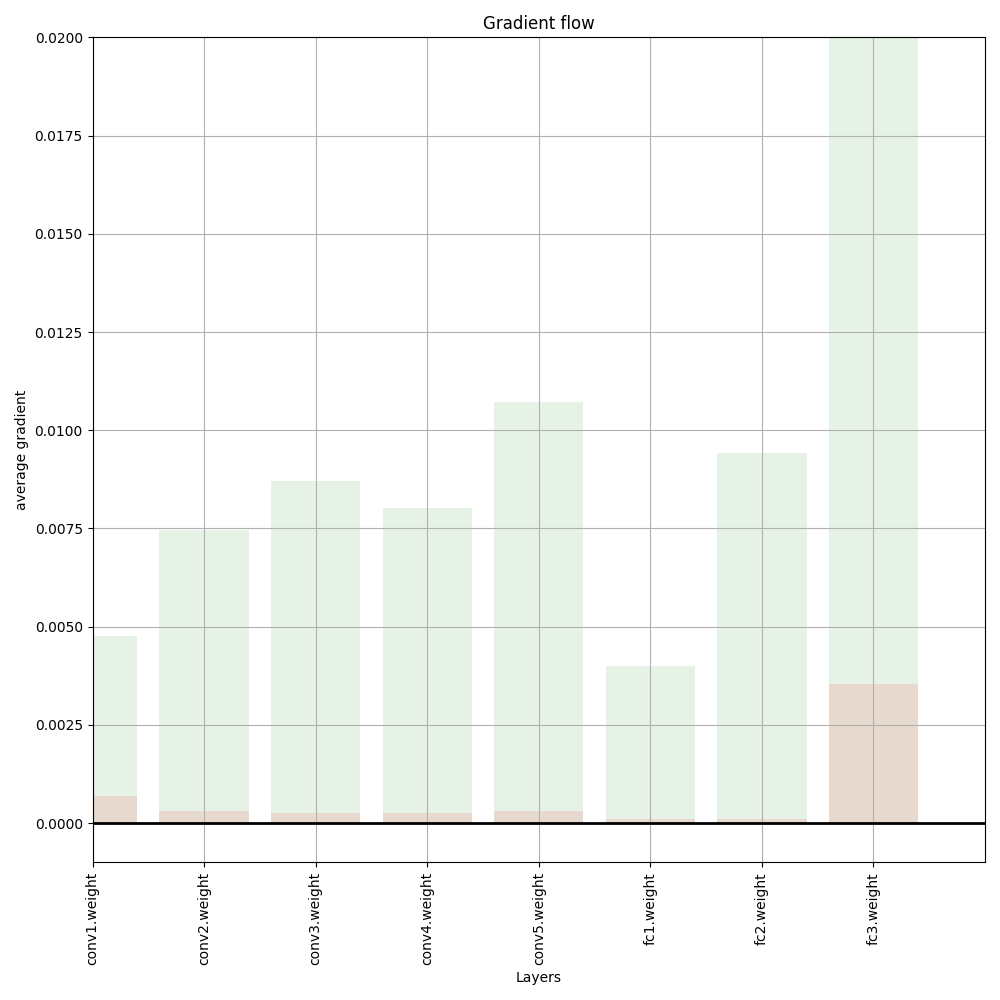 Gradient flow
0.0200
0.0175
0.0150
0.0125
0.0100
0.0075
0.0050
0.0025
0.0000
average gradient
conv1.weight
conv2.weight
conv3.weight
conv4.weight
conv5.weight
fc1.weight
fc2.weight
fc3.weight
Layers